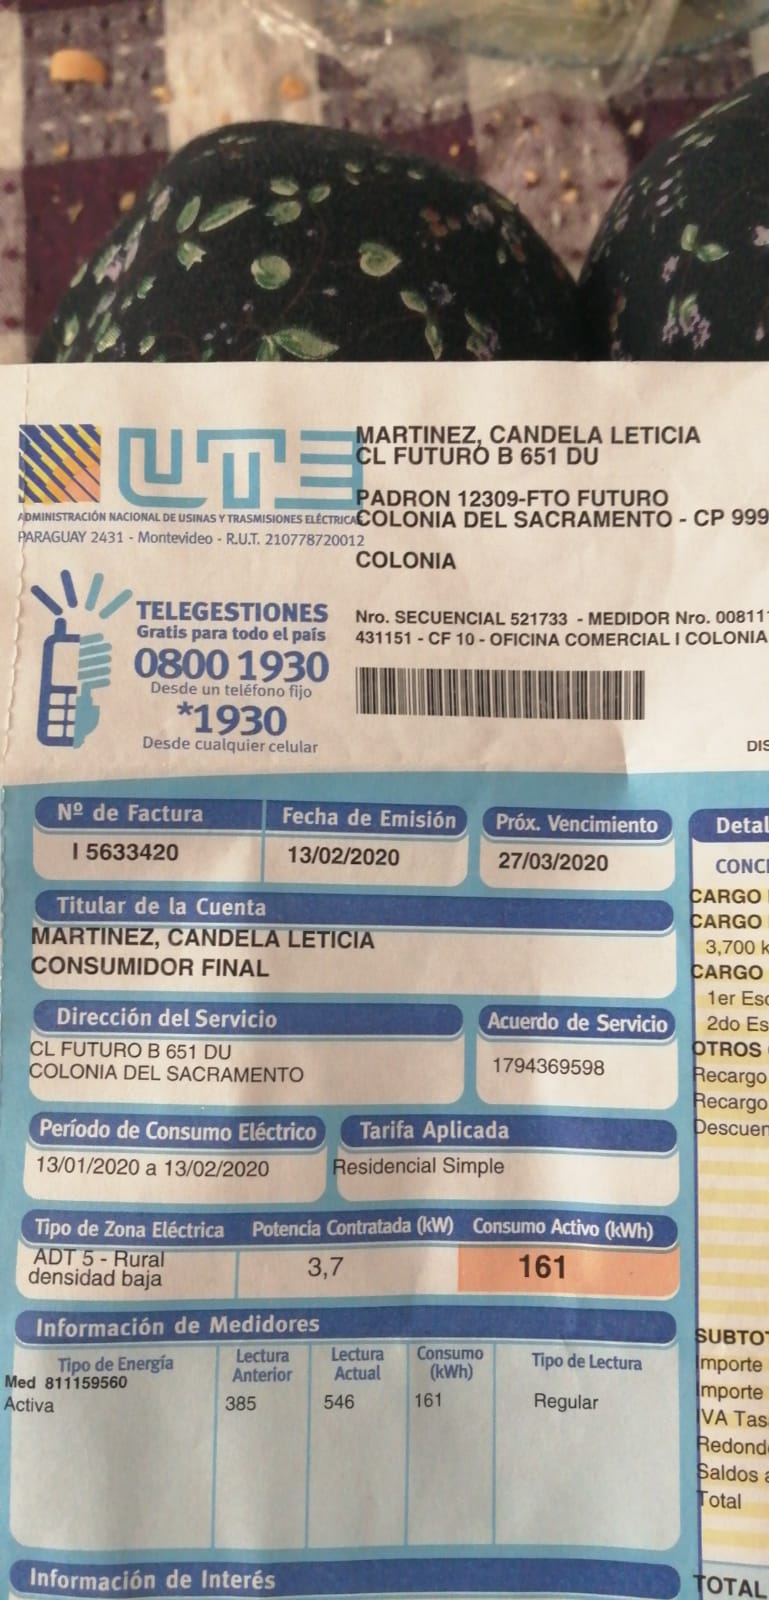 UTE
ADMINISTRACIÓN NACIONAL DE USINAS Y TRASMISIONES ELÉCTRICAS
PARAGUAY 2431 - Montevideo - R.U.T. 210778720012
MARTINEZ, CANDELA LETICIA
CL FUTURO B 651 DU
PADRON 12309-FTO FUTURO
COLONIA DEL SACRAMENTO - CP 999
COLONIA
TELEGESTIONES
Gratis para todo el país
0800 1930
Desde un teléfono fijo
*1930
Desde cualquier celular
Nro. SECUENCIAL 521733 - MEDIDOR Nro. 00811
431151 - CF 10 - OFICINA COMERCIAL I COLONIA
DIS
Nº de Factura
I 5633420
Fecha de Emisión
13/02/2020
Próx. Vencimiento
27/03/2020
Titular de la Cuenta
MARTINEZ, CANDELA LETICIA
CONSUMIDOR FINAL
Dirección del Servicio
CL FUTURO B 651 DU
COLONIA DEL SACRAMENTO
Acuerdo de Servicio
1794369598
Período de Consumo Eléctrico
13/01/2020 a 13/02/2020
Tarifa Aplicada
Residencial Simple
Tipo de Zona Eléctrica
ADT 5 - Rural
densidad baja
Potencia Contratada (kW)
3,7
Consumo Activo (kWh)
161
Información de Medidores
Tipo de Energía Lectura Anterior Lectura Actual Consumo (kWh) Tipo de Lectura
Med 811159560
Activa 385 546 161 Regular
Información de Interés
Detal
CONCE
CARGO
CARGO
3,700 k
CARGO
1er Esc
2do Es
OTROS
Recargo
Recargo
Descuen
SUBTOT
Importe
Importe
IVA Tas
Redond
Saldos a
Total
TOTAL